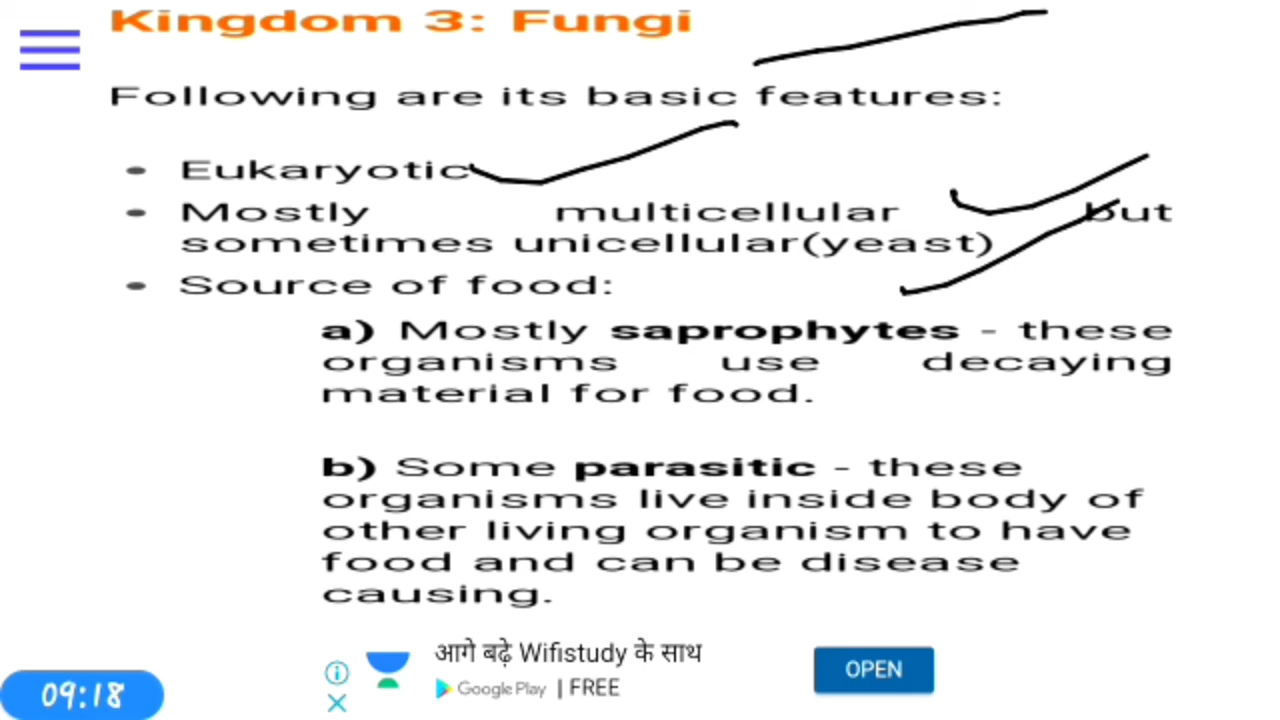 Kingdom 3: Fungi
Following are its basic features:
• Eukaryotic
• Mostly multicellular but
sometimes unicellular(yeast)
• Source of food:
a) Mostly saprophytes - these
organisms use decaying
material for food.
b) Some parasitic - these
organisms live inside body of
other living organism to have
food and can be disease
causing.
आगे बढ़े Wifistudy के साथ
Google Play | FREE
OPEN
09:18